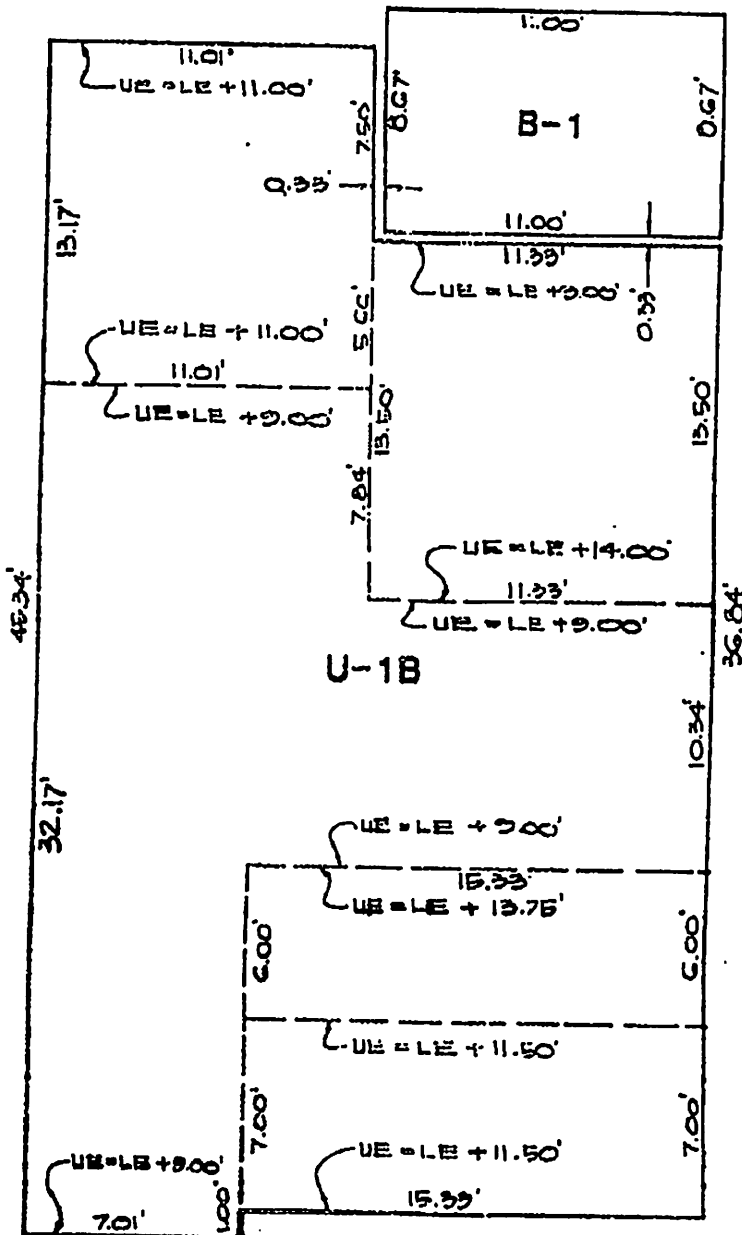 11.00'
11.01'
UE = LE + 11.00'
7.50'
8.67'
B-1
8.67'
0.33'
13.17'
11.00'
11.33'
UE = LE + 9.00'
0.33
UE = LE + 11.00'
11.01'
UE = LE + 9.00'
5.66'
13.50'
13.50'
7.84'
UE = LE + 14.00'
11.33'
UE = LE + 9.00'
45.34'
U-1B
36.84'
10.34'
32.17'
UE = LE + 9.00'
15.33'
UE = LE + 13.75'
6.00'
6.00'
UE = LE + 11.50'
7.00'
7.00'
UE = LE + 9.00'
UE = LE + 11.50'
1.00'
15.33'
7.01'